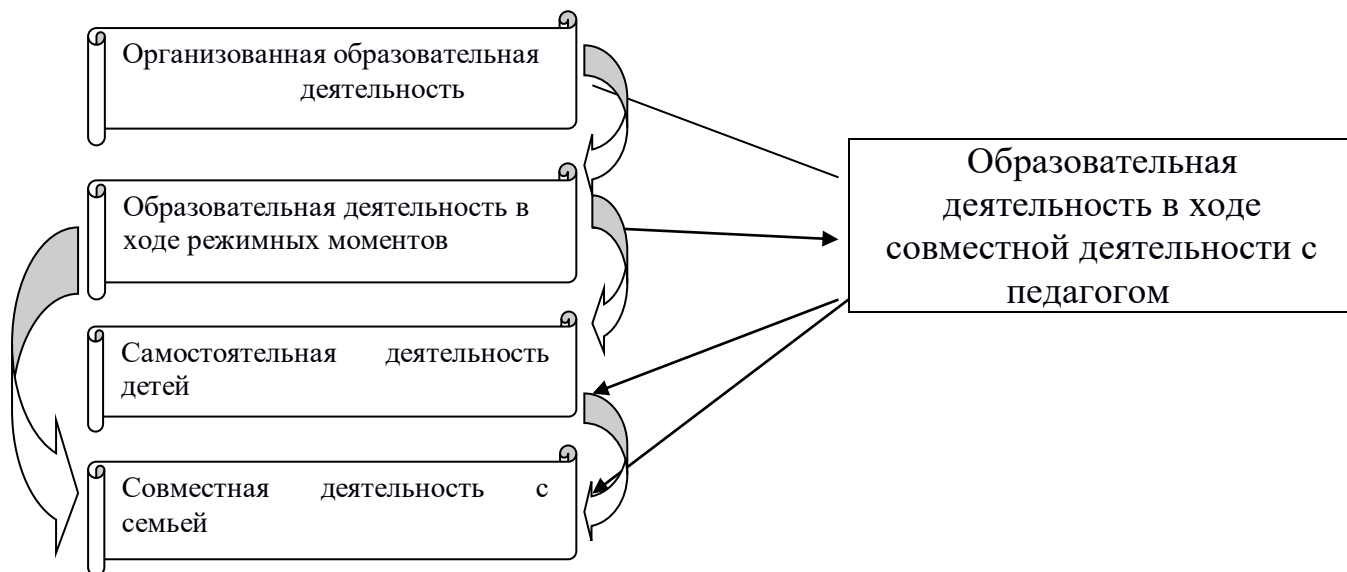 Организованная образовательная
деятельность
Образовательная деятельность в
ходе режимных моментов
Самостоятельная деятельность
детей
Совместная деятельность с
семьей
Образовательная
деятельность в ходе
совместной деятельности с
педагогом